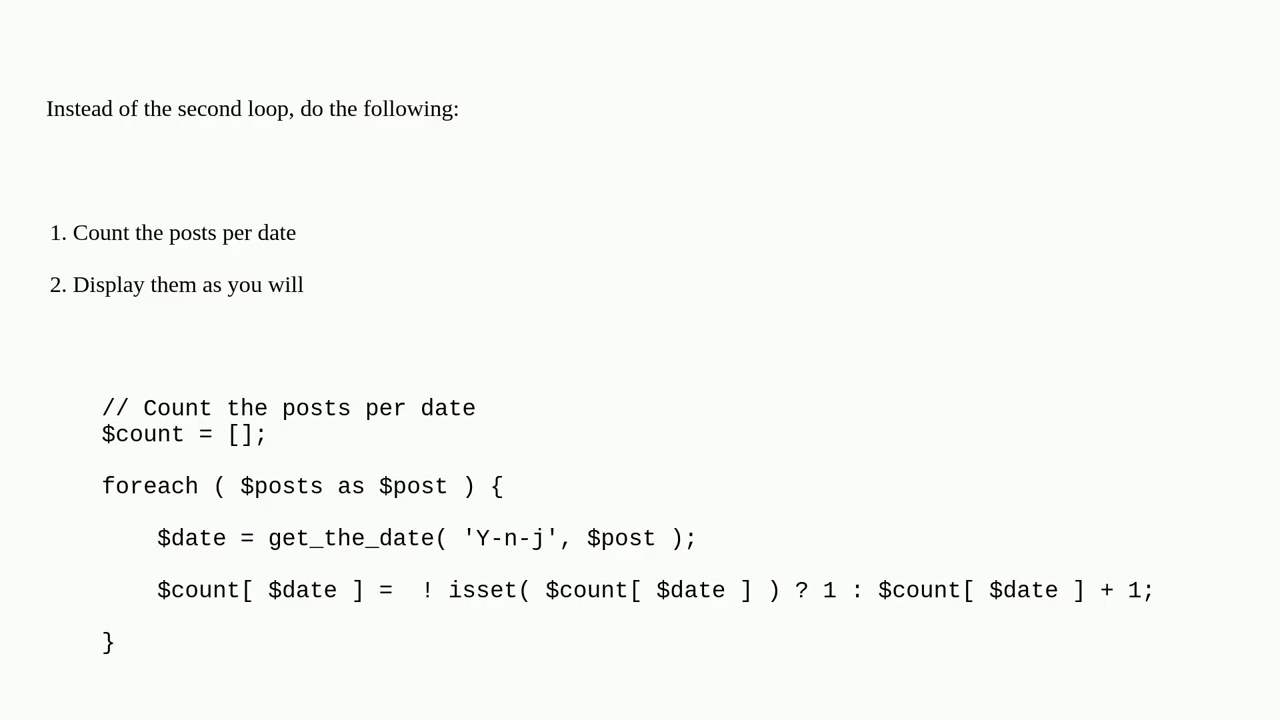 Instead of the second loop, do the following:
1. Count the posts per date
2. Display them as you will
// Count the posts per date
$count = [];
foreach ( $posts as $post ) {
    $date = get_the_date( 'Y-n-j', $post );
    $count[ $date ] =  ! isset( $count[ $date ] ) ? 1 : $count[ $date ] + 1;
}